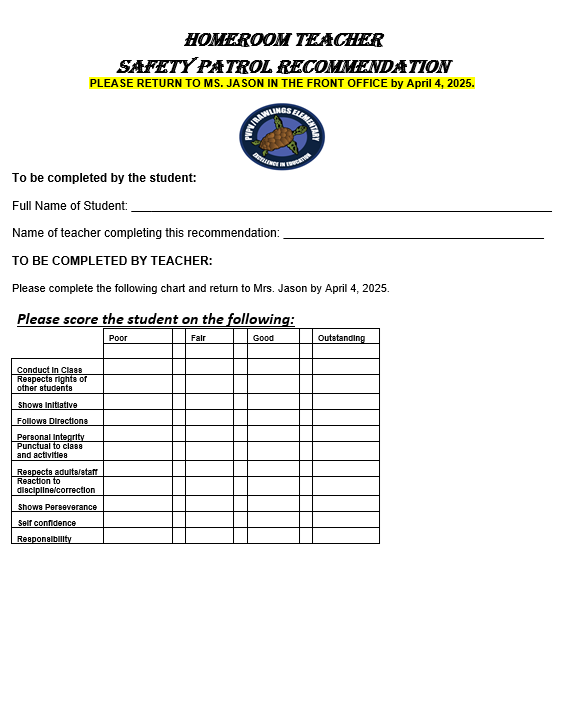 HOMEROOM TEACHER
SAFETY PATROL RECOMMENDATION
PLEASE RETURN TO MS. JASON IN THE FRONT OFFICE by April 4, 2025.
PVPV/RAWLINGS ELEMENTARY
EXCELLENCE IN EDUCATION
To be completed by the student:
Full Name of Student:
Name of teacher completing this recommendation:
TO BE COMPLETED BY TEACHER:
Please complete the following chart and return to Mrs. Jason by April 4, 2025.
Please score the student on the following:
Poor Fair Good Outstanding
Conduct in Class
Respects rights of
other students
Shows Initiative
Follows Directions
Personal Integrity
Punctual to class
and activities
Respects adults/staff
Reaction to
discipline/correction
Shows Perseverance
Self confidence
Responsibility